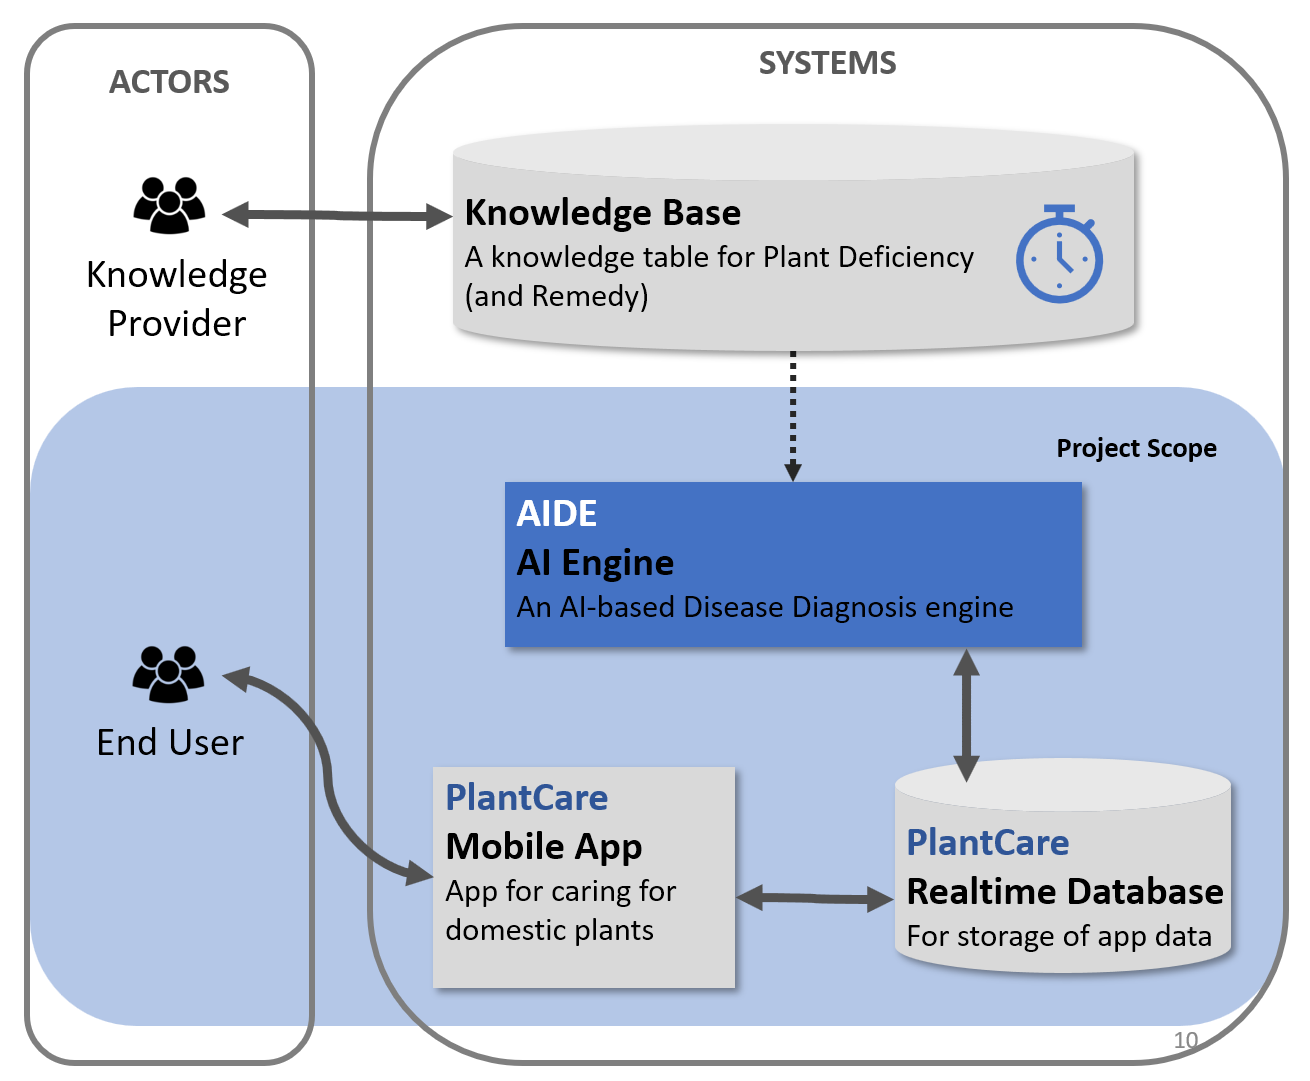 ACTORS
SYSTEMS
Knowledge
Provider
Knowledge Base
A knowledge table for Plant Deficiency
(and Remedy)
Project Scope
AIDE
AI Engine
An AI-based Disease Diagnosis engine
End User
PlantCare
Mobile App
App for caring for
domestic plants
PlantCare
Realtime Database
For storage of app data
10